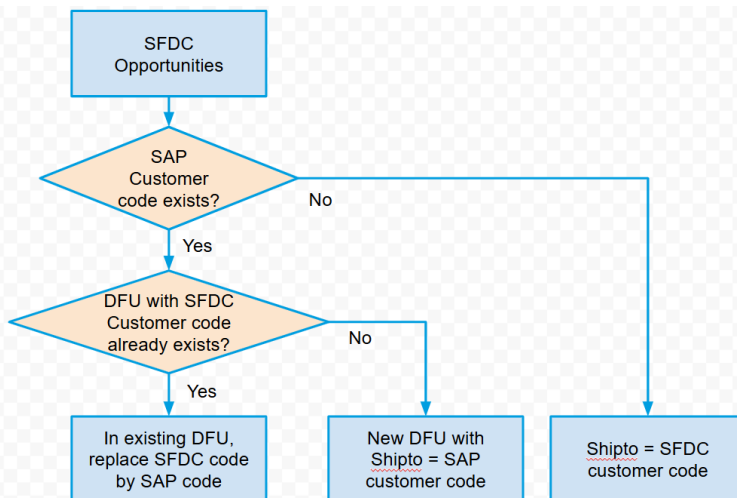 SFDC
Opportunities
SAP
Customer
code exists?
No
Yes
DFU with SFDC
Customer code
already exists?
No
Yes
In existing DFU,
replace SFDC code
by SAP code
New DFU with
Shipto = SAP
customer code
Shipto = SFDC
customer code